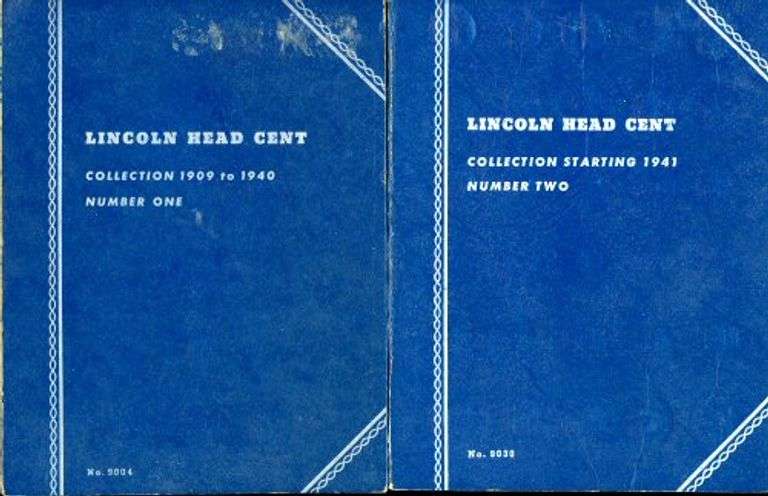 LINCOLN HEAD CENT
COLLECTION 1909 to 1940
NUMBER ONE
No. 9004
LINCOLN HEAD CENT
COLLECTION STARTING 1941
NUMBER TWO
No. 9030